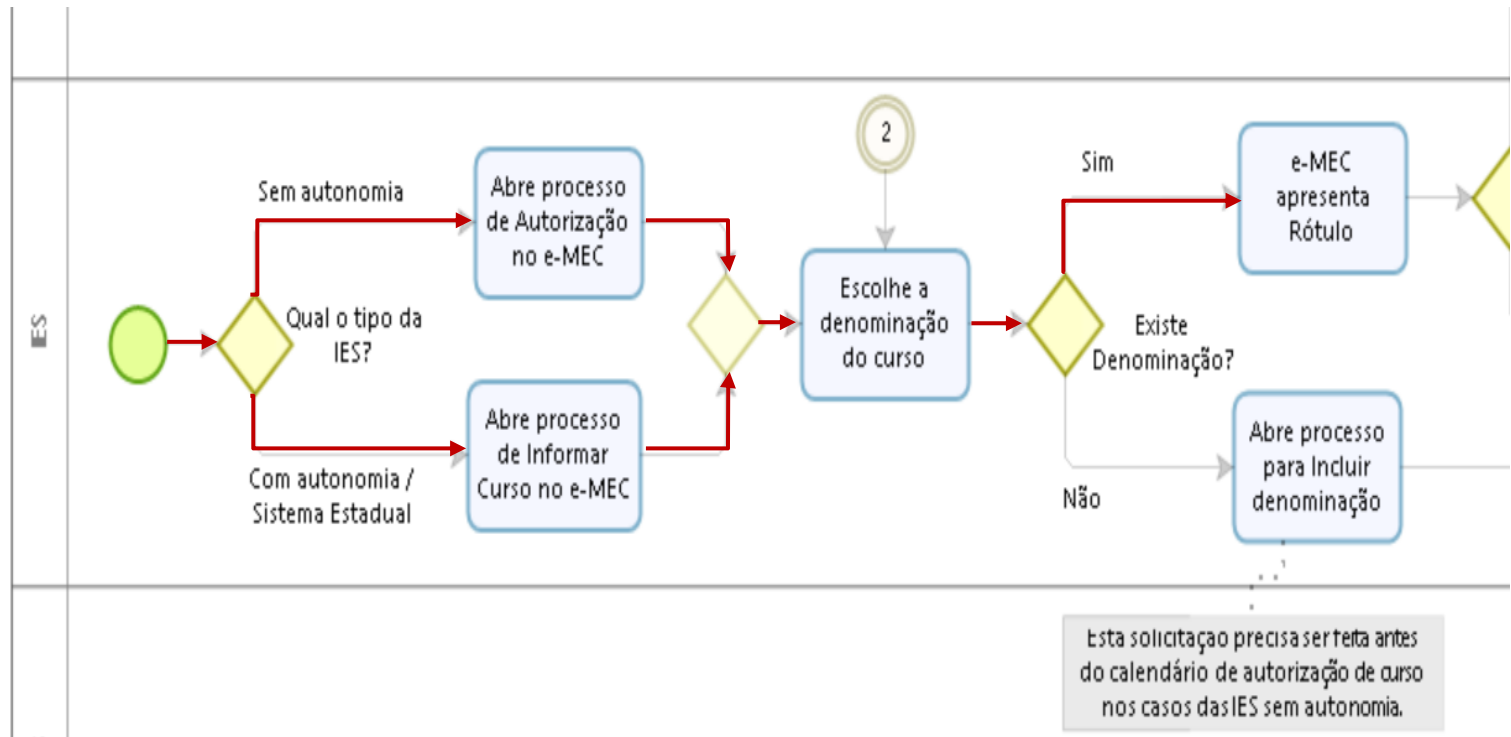 IES
Sem autonomia
Qual o tipo da
IES?
Com autonomia /
Sistema Estadual
Abre processo
de Autorização
no e-MEC
Abre processo
de Informar
Curso no e-MEC
2
Escolhe a
denominação
do curso
Existe
Denominação?
Sim
e-MEC
apresenta
Rótulo
Não
Abre processo
para Incluir
denominação
Esta solicitação precisa ser feita antes
do calendário de autorização de curso
nos casos das IES sem autonomia.